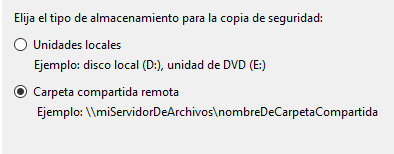 Elija el tipo de almacenamiento para la copia de seguridad:
Unidades locales
Ejemplo: disco local (D:), unidad de DVD (E:)
Carpeta compartida remota
Ejemplo: \\miServidorDeArchivos\nombreDeCarpetaCompartida